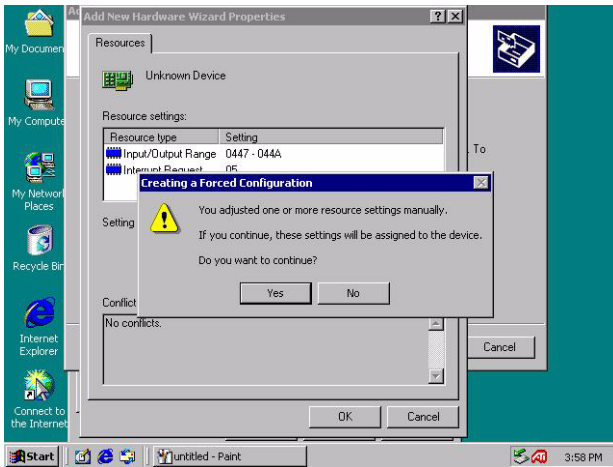 Add New Hardware Wizard Properties
Resources
Unknown Device
Resource settings:
Resource type Setting
Input/Output Range 0447 - 044A
Interrupt Request 05
Creating a Forced Configuration
You adjusted one or more resource settings manually.
If you continue, these settings will be assigned to the device.
Do you want to continue?
Yes No
Setting
Conflict
No conflicts.
OK Cancel
Ad
To
Cancel
My Documen
My Compute
My Networl
Places
Recycle Bin
Internet
Explorer
Connect to
the Internet
Start
untitled - Paint
3:58 PM